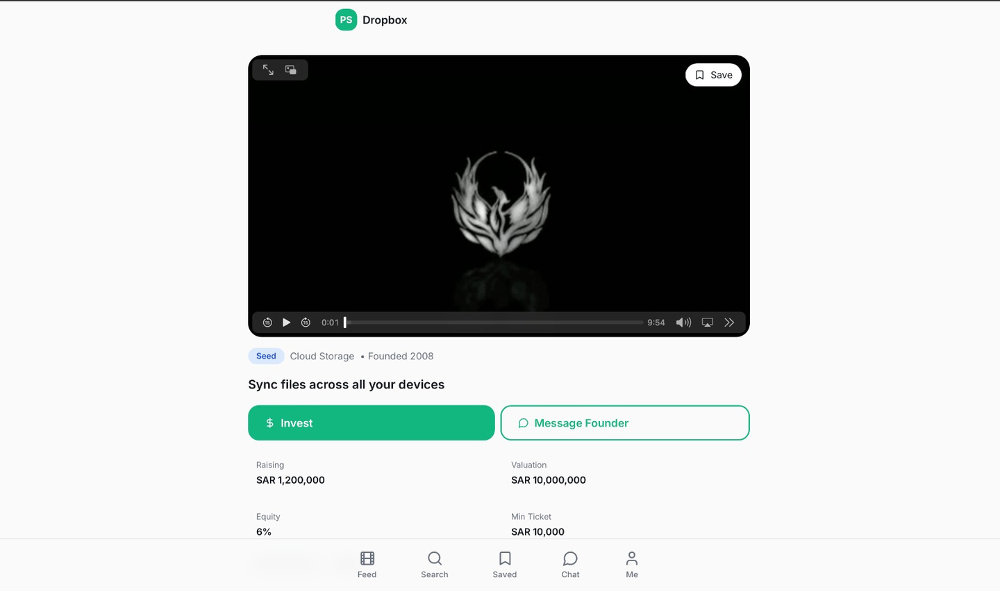 PS Dropbox
Save
15 15 0:01 9:54
Seed Cloud Storage • Founded 2008
Sync files across all your devices
$ Invest Message Founder
Raising Valuation
SAR 1,200,000 SAR 10,000,000
Equity Min Ticket
6% SAR 10,000
Feed Search Saved Chat Me